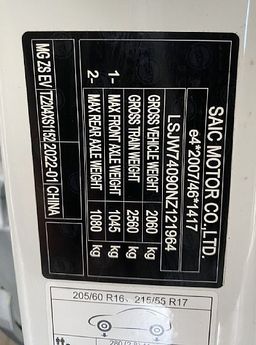 SAIC MOTOR CO.,LTD.
e4*2007/46*1417
LSJW74090NZ121964
GROSS VEHICLE WEIGHT 2060 kg
GROSS TRAIN WEIGHT 2560 kg
1- MAX FRONT AXLE WEIGHT 1045 kg
2- MAX REAR AXLE WEIGHT 1080 kg
MG ZS EV TZ204XS1152 2022-01 CHINA
205/60 R16、215/55 R17